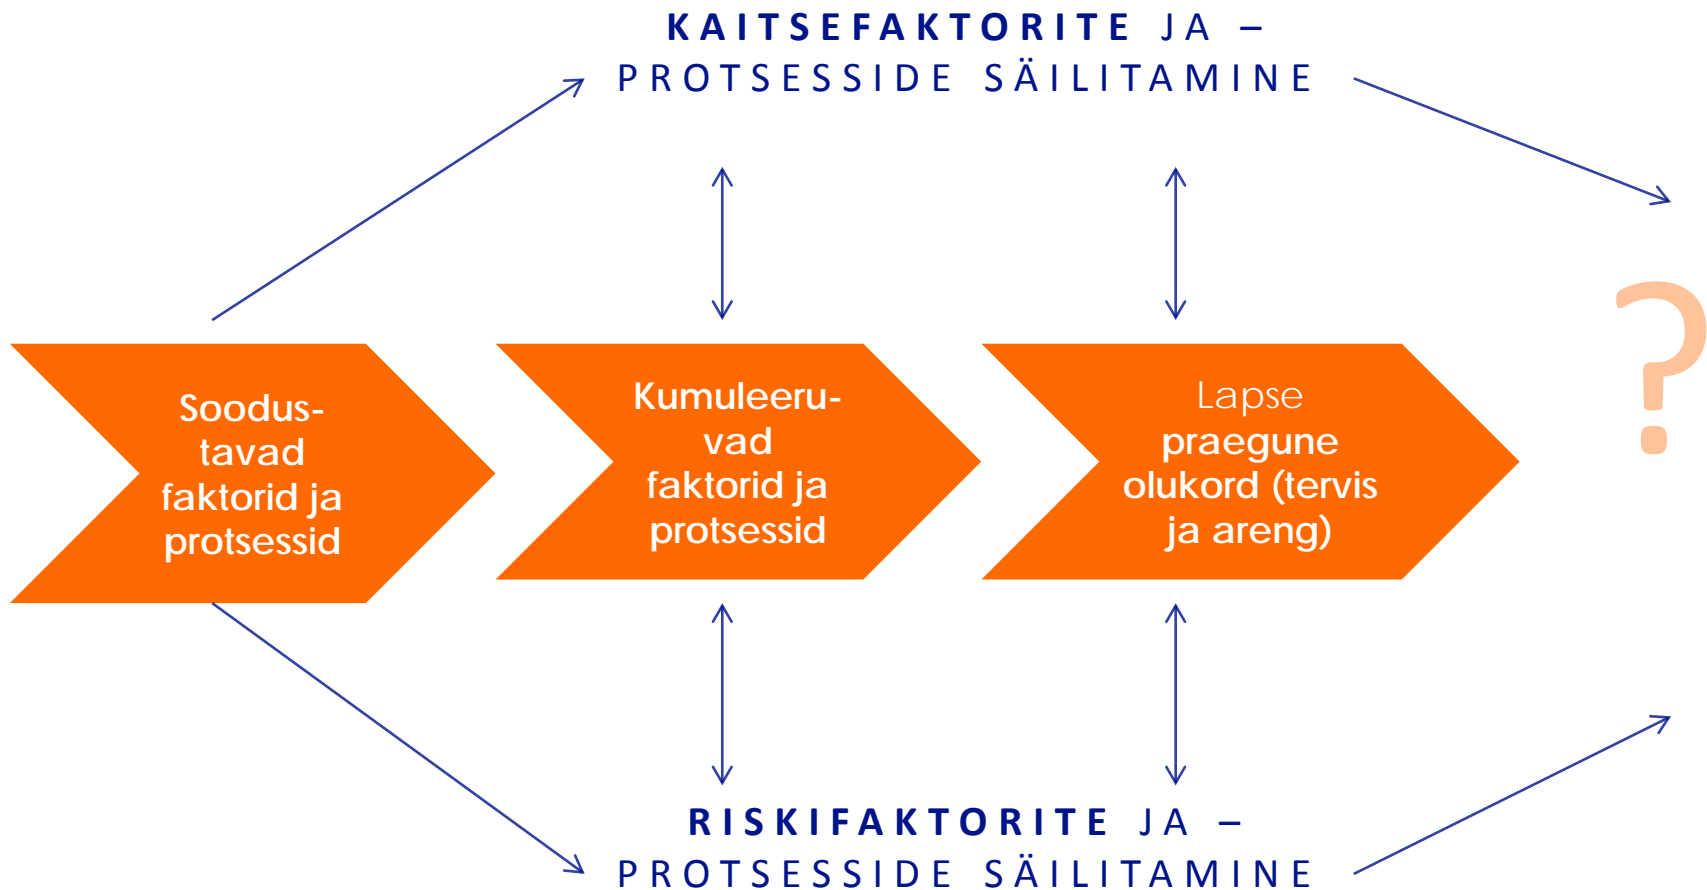 KAITSEFAKTORITE JA –
PROTSESSIDE SÄILITAMINE
Soodus-
tavad
faktorid ja
protsessid
Kumuleeru-
vad
faktorid ja
protsessid
Lapse
praegune
olukord (tervis
ja areng)
?
RISKIFAKTORITE JA –
PROTSESSIDE SÄILITAMINE